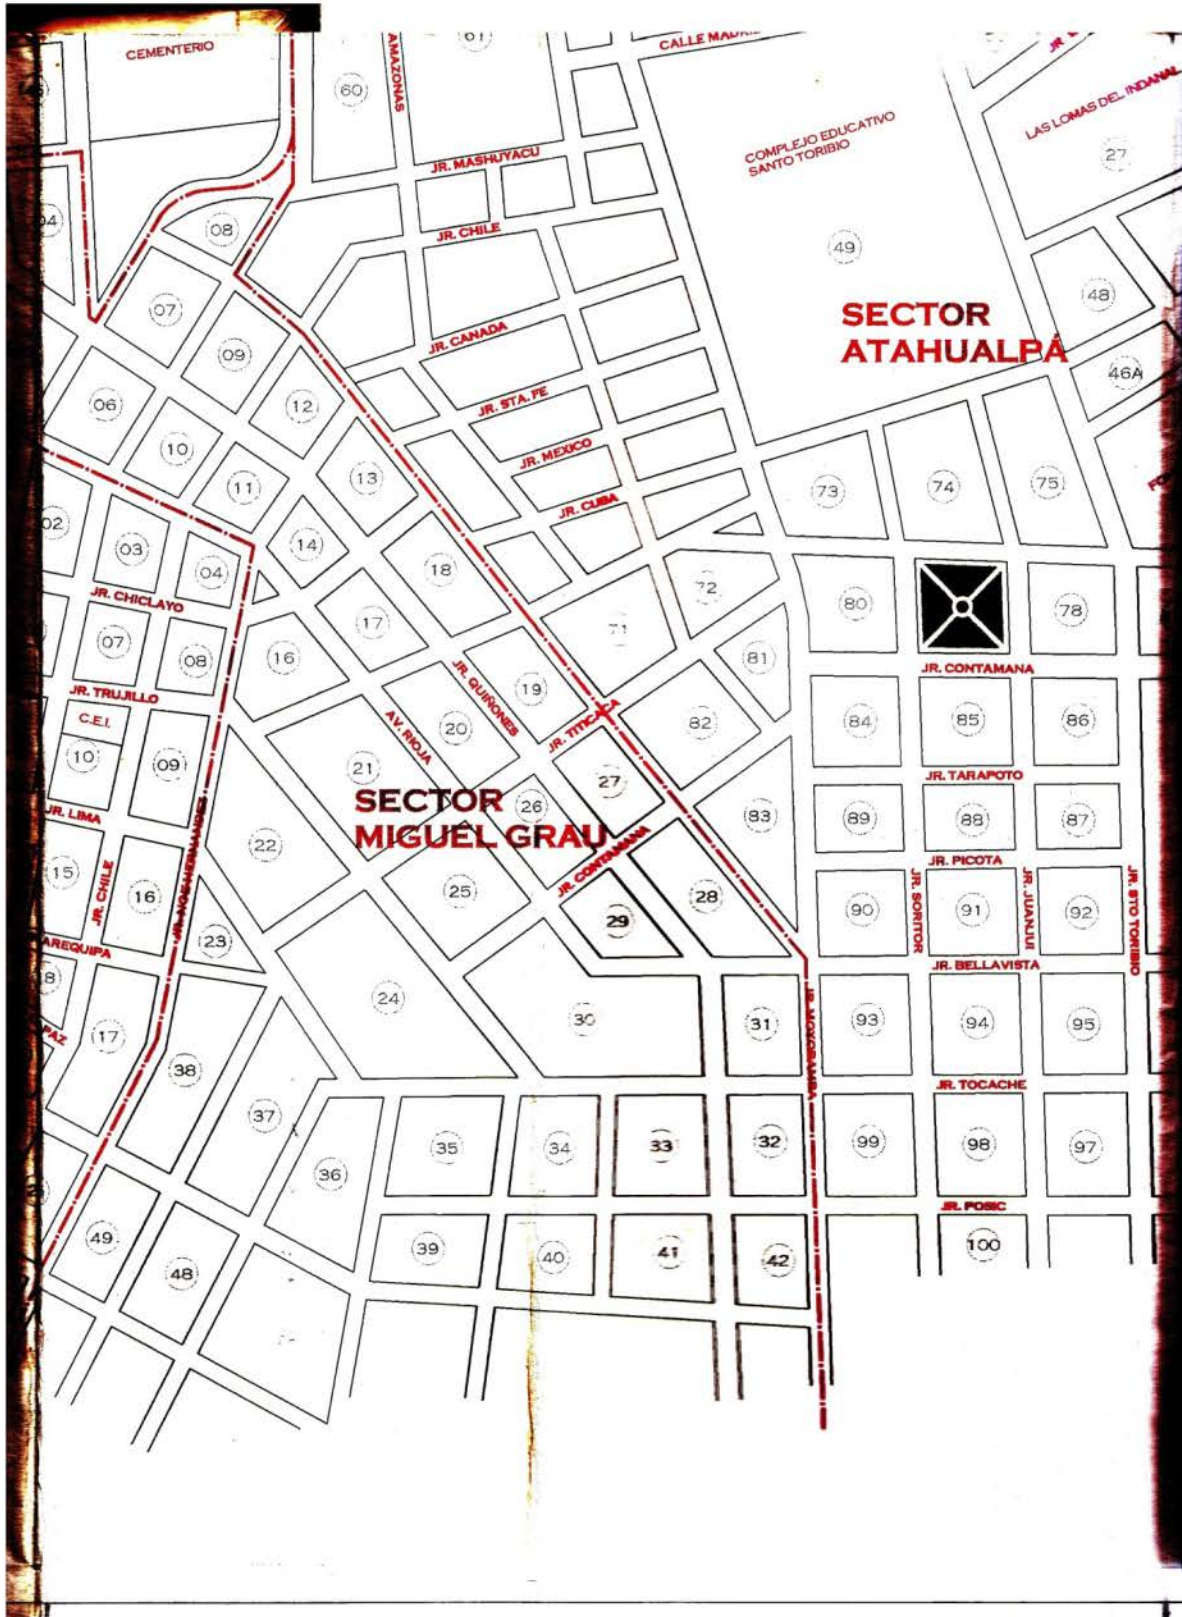 CEMENTERIO
61
AMAZONAS
60
LAS LOMAS DEL INDANAL
COMPLEJO EDUCATIVO
SANTO TORIBIO
27
JR. MASHUYACU
04
08
JR. CHILE
49
48
07
SECTOR
ATAHUALPA
JR. CANADA
09
46A
06
12
JR. STA. FE
10
JR. MEXICO
11
13
73
74
75
JR. CUBA
02
03
14
04
18
72
JR. CHICLAYO
80
78
07
17
71
08
16
81
JR. CONTAMANA
JR. TRUJILLO
JR. QUIÑONES
19
C.E.I.
AV. RIOJA
20
JR. TITICACA
82
84
85
86
10
09
21
27
JR. TARAPOTO
SECTOR
MIGUEL GRAU
26
JR. LIMA
83
89
88
87
22
JR. CONTAMANA
JR. PICOTA
15
JR. CHILE
16
JR. NOE HERNANDES
25
28
JR. SORITOR
JR. JUANJUI
JR. STO TORIBIO
29
90
91
92
AREQUIPA
23
JR. BELLAVISTA
8
24
30
31
93
94
95
PAZ
17
JR. MOYOBAMBA
38
JR. TOCACHE
37
35
34
33
32
99
98
97
36
JR. POSIC
49
39
40
41
42
100
48